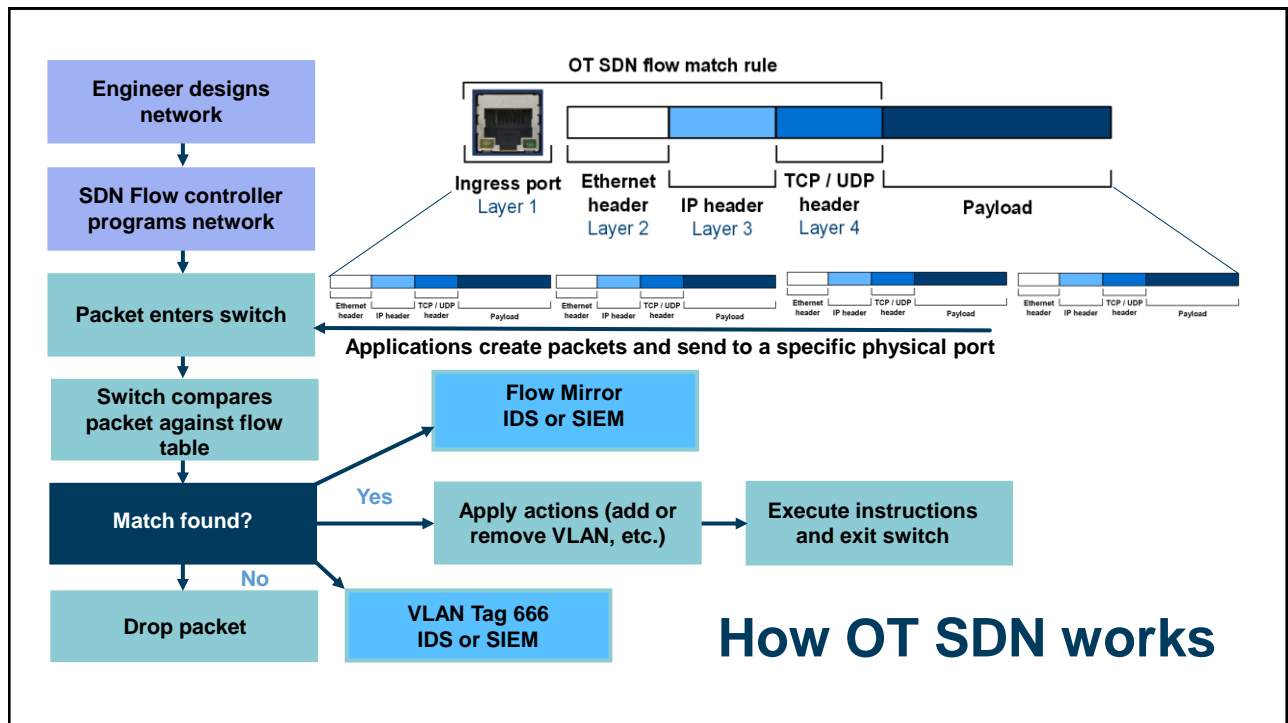 Engineer designs
network
SDN Flow controller
programs network
Packet enters switch
Switch compares
packet against flow
table
Match found?
Drop packet
OT SDN flow match rule
Ingress port
Layer 1
Ethernet
header
Layer 2
IP header
Layer 3
TCP / UDP
header
Layer 4
Payload
Ethernet
header
IP header
TCP / UDP
header
Payload
Ethernet
header
IP header
TCP / UDP
header
Payload
Ethernet
header
IP header
TCP / UDP
header
Payload
Ethernet
header
IP header
TCP / UDP
header
Payload
Applications create packets and send to a specific physical port
Flow Mirror
IDS or SIEM
Yes
Apply actions (add or
remove VLAN, etc.)
Execute instructions
and exit switch
No
VLAN Tag 666
IDS or SIEM
How OT SDN works